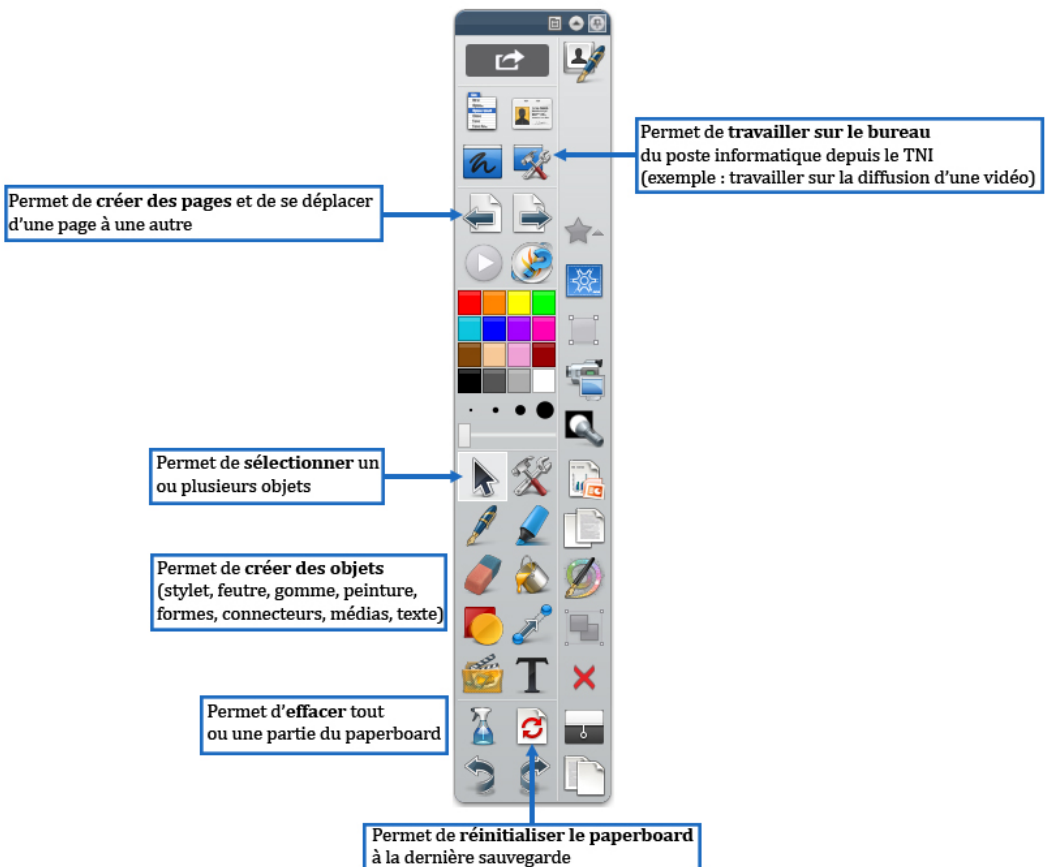 Permet de travailler sur le bureau
du poste informatique depuis le TNI
(exemple : travailler sur la diffusion d'une vidéo)
Permet de créer des pages et de se déplacer
d'une page à une autre
Permet de sélectionner un
ou plusieurs objets
Permet de créer des objets
(stylet, feutre, gomme, peinture,
formes, connecteurs, médias, texte)
T
Permet d'effacer tout
ou une partie du paperboard
Permet de réinitialiser le paperboard
à la dernière sauvegarde